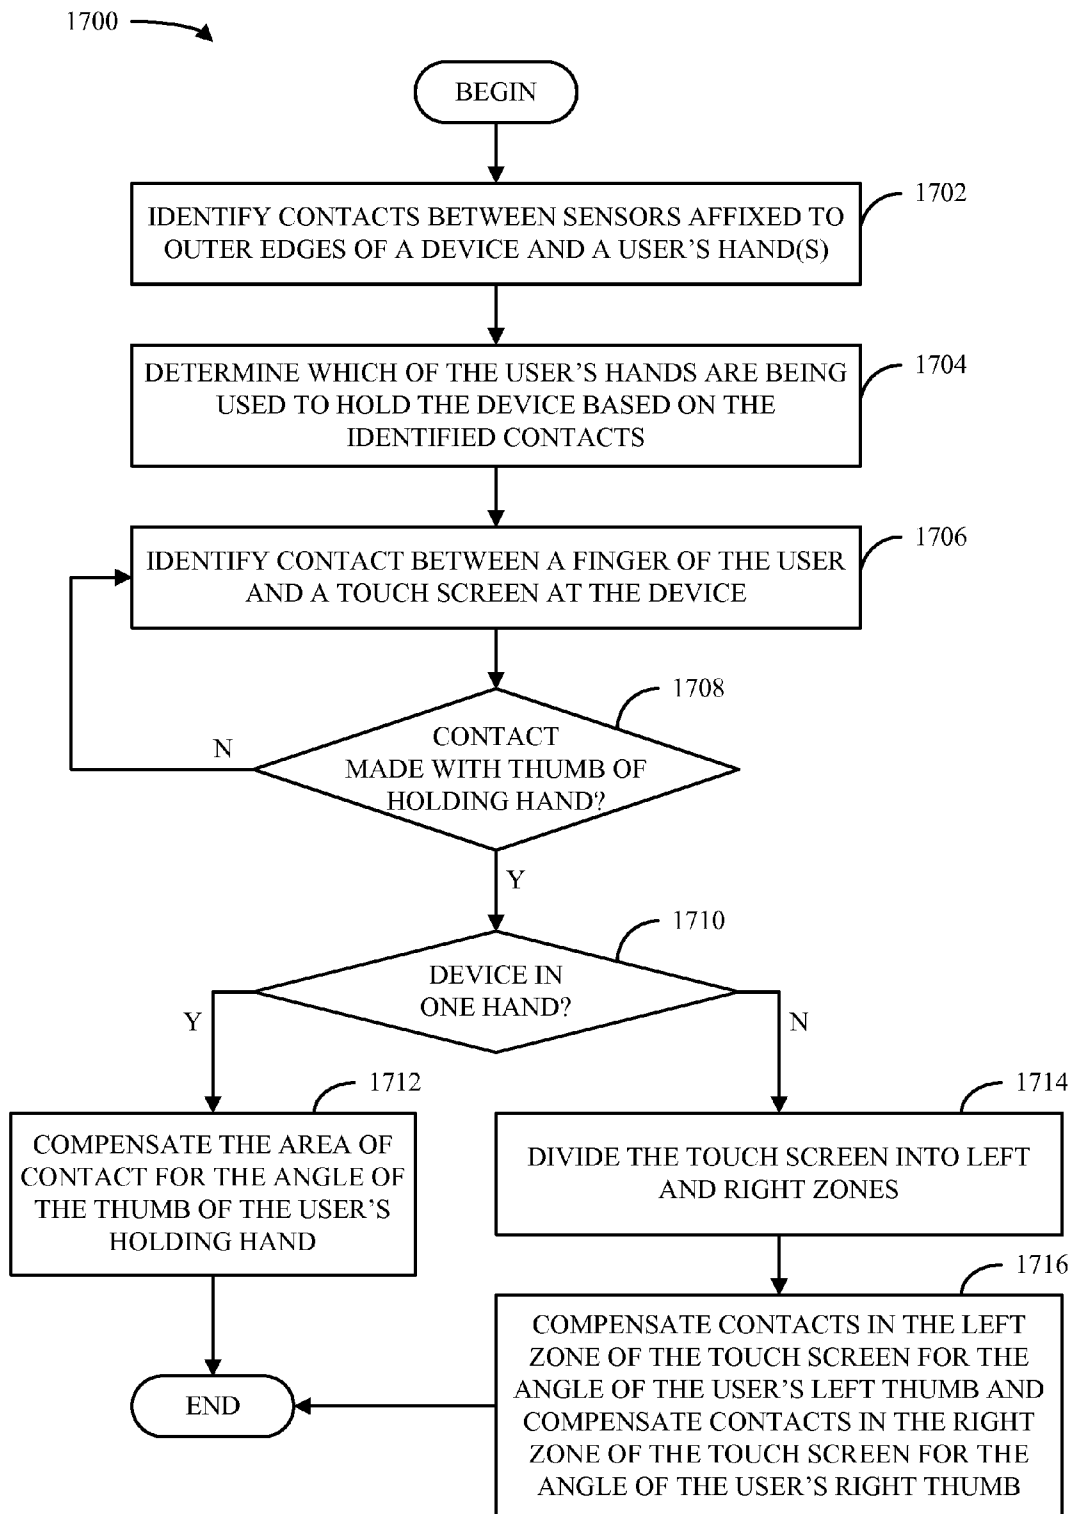 1700
BEGIN
1702
IDENTIFY CONTACTS BETWEEN SENSORS AFFIXED TO
OUTER EDGES OF A DEVICE AND A USER'S HAND(S)
1704
DETERMINE WHICH OF THE USER'S HANDS ARE BEING
USED TO HOLD THE DEVICE BASED ON THE
IDENTIFIED CONTACTS
1706
IDENTIFY CONTACT BETWEEN A FINGER OF THE USER
AND A TOUCH SCREEN AT THE DEVICE
1708
CONTACT
MADE WITH THUMB OF
HOLDING HAND?
N
Y
1710
DEVICE IN
ONE HAND?
Y
N
1712
COMPENSATE THE AREA OF
CONTACT FOR THE ANGLE OF
THE THUMB OF THE USER'S
HOLDING HAND
1714
DIVIDE THE TOUCH SCREEN INTO LEFT
AND RIGHT ZONES
1716
COMPENSATE CONTACTS IN THE LEFT
ZONE OF THE TOUCH SCREEN FOR THE
ANGLE OF THE USER'S LEFT THUMB AND
COMPENSATE CONTACTS IN THE RIGHT
ZONE OF THE TOUCH SCREEN FOR THE
ANGLE OF THE USER'S RIGHT THUMB
END